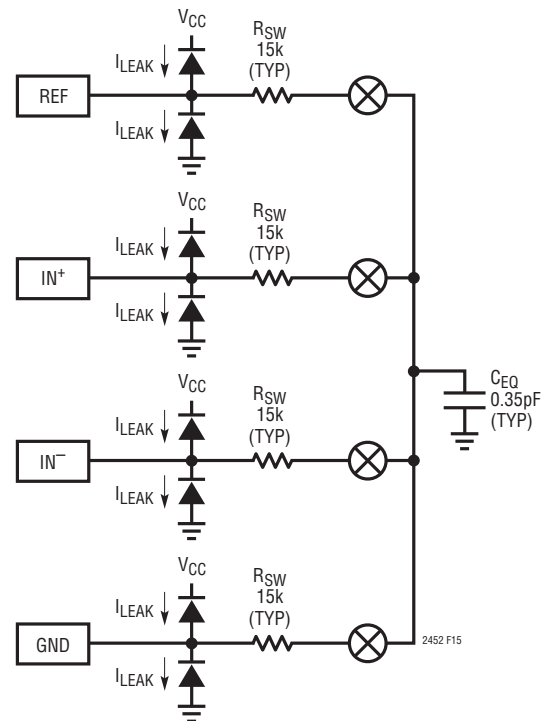 VCC
ILEAK
RSW
15k
(TYP)
REF
ILEAK
VCC
ILEAK
RSW
15k
(TYP)
IN+
ILEAK
CEQ
0.35pF
(TYP)
VCC
ILEAK
RSW
15k
(TYP)
IN−
ILEAK
VCC
ILEAK
RSW
15k
(TYP)
GND
2452 F15
ILEAK